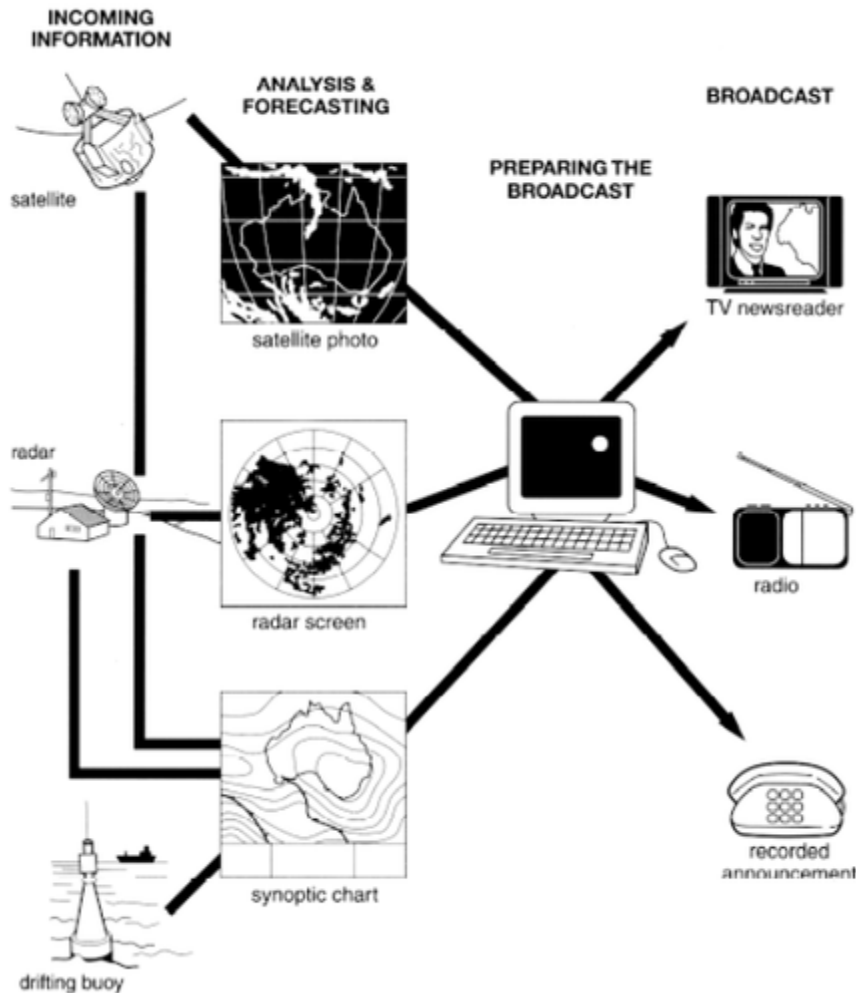 INCOMING
INFORMATION
ANALYSIS &
FORECASTING
PREPARING THE
BROADCAST
BROADCAST
satellite
satellite photo
TV newsreader
radar
radar screen
radio
synoptic chart
drifting buoy
recorded
announcement